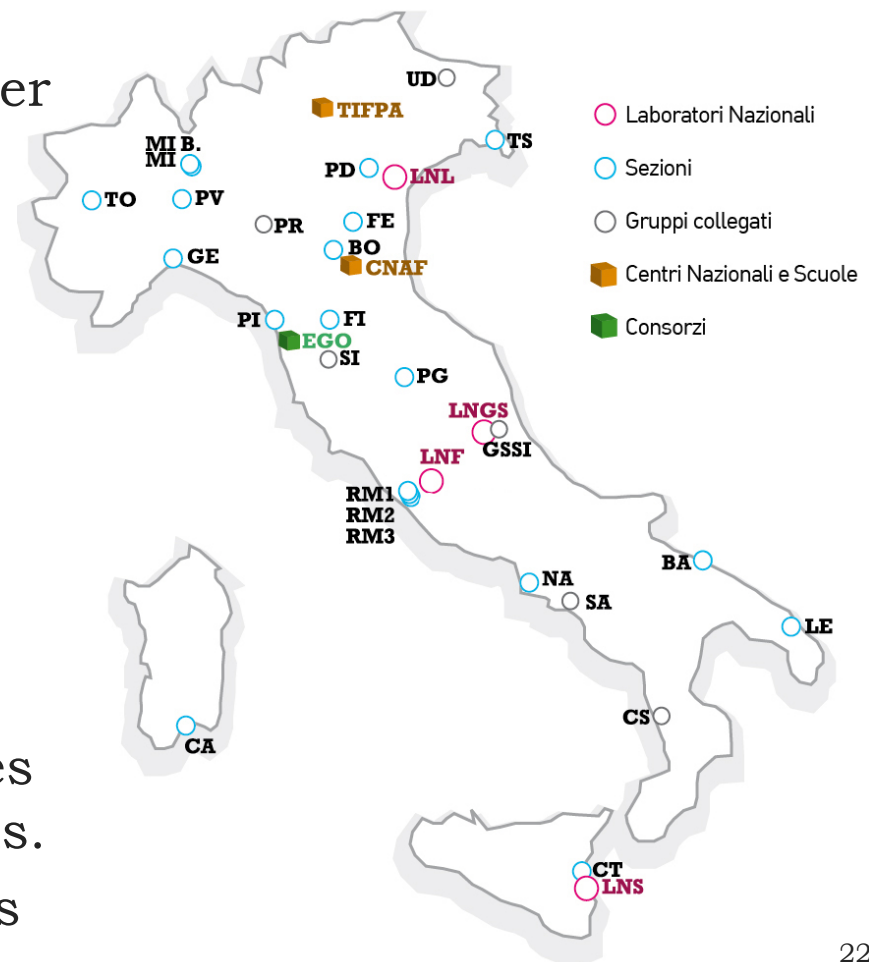 er
UD
TIFPA
Laboratori Nazionali
MI B.
TS
MI
PD
LNL
Sezioni
TO
PV
PR
FE
Gruppi collegati
GE
BO
CNAF
Centri Nazionali e Scuole
PI
FI
Consorzi
EGO
SI
PG
LNGS
GSSI
LNF
RM1
RM2
RM3
BA
NA
SA
LE
CS
CA
es
s.
CT
LNS
s
22